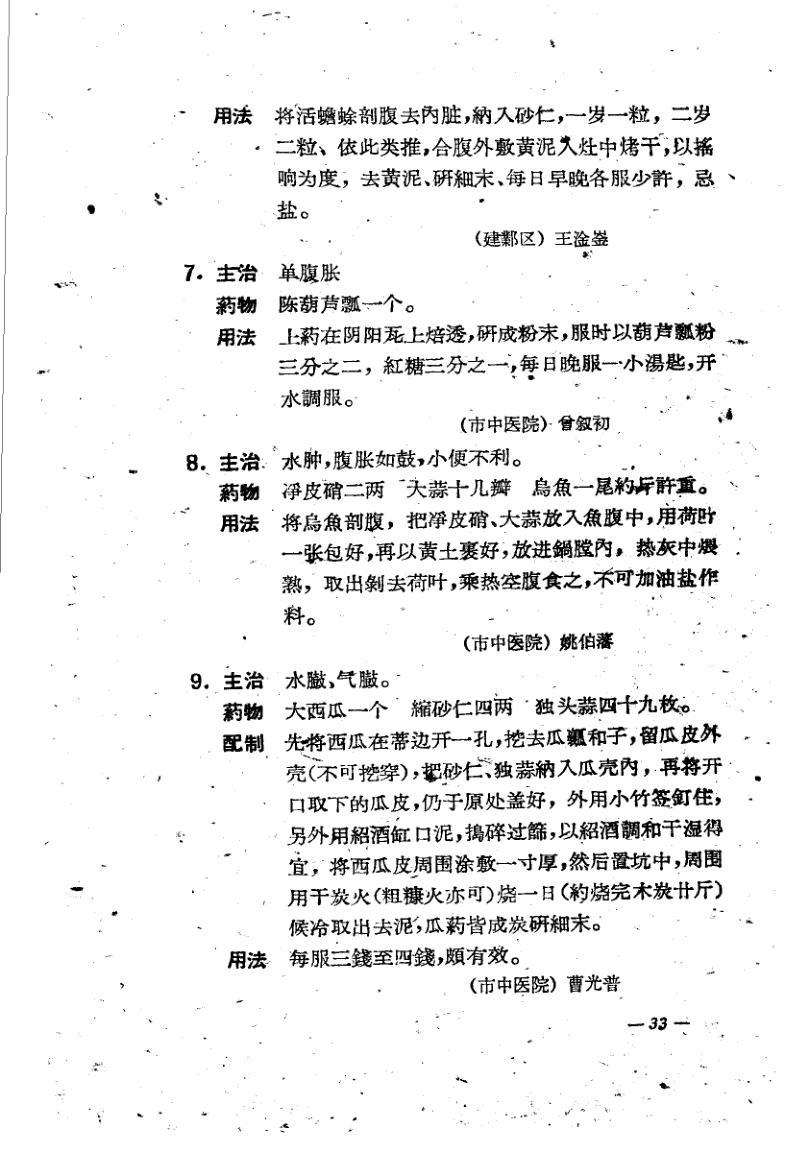 用法 将活蟾蜍剖腹去內脏,納入砂仁,一岁一粒，二岁
二粒、依此类推,合腹外敷黃泥入灶中烤干,以搖
响为度，去黃泥、研細末、每日早晚各服少許，忌
盐。
(建鄴区) 王淦崟
7. 主治 单腹胀
葯物 陈葫芦瓢一个。
用法 上葯在阴阳瓦上焙透,研成粉末,服时以葫芦瓢粉
三分之二，紅糖三分之一,每日晚服一小湯匙,开
水調服。
(市中医院) 曾叙初
8. 主治 水肿,腹胀如鼓,小便不利。
葯物 淨皮硝二两 大蒜十几瓣 烏魚一尾約斤許重。
用法 将烏魚剖腹，把淨皮硝、大蒜放入魚腹中,用荷叶
一张包好,再以黃土裹好,放进鍋膛內，热灰中煨
熟，取出剝去荷叶,乘热空腹食之,不可加油盐作
料。
(市中医院) 姚伯藩
9. 主治 水臌、气臌。
葯物 大西瓜一个 縮砂仁四两 独头蒜四十九枚。
配制 先将西瓜在蒂边开一孔,挖去瓜瓤和子,留瓜皮外
壳(不可挖穿),把砂仁、独蒜納入瓜壳內，再将开
口取下的瓜皮,仍于原处盖好，外用小竹签釘住,
另外用紹酒缸口泥,搗碎过篩,以紹酒調和干湿得
宜，将西瓜皮周围涂敷一寸厚,然后置坑中,周围
用干炭火(粗糠火亦可)烧一日(約烧完木炭廿斤)
候冷取出去泥,瓜葯皆成炭研細末。
用法 每服三錢至四錢,頗有效。
(市中医院) 曹光普
— 33 —